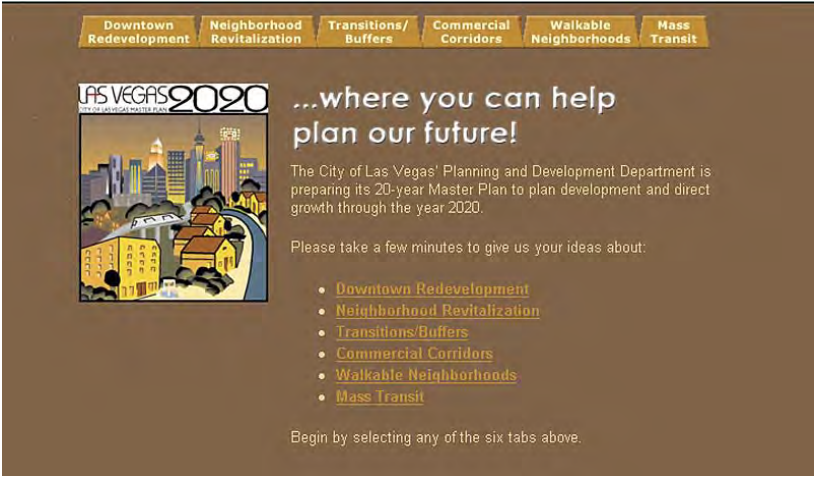 Downtown Redevelopment
Neighborhood Revitalization
Transitions/ Buffers
Commercial Corridors
Walkable Neighborhoods
Mass Transit
LAS VEGAS 2020
CITY OF LAS VEGAS MASTER PLAN
...where you can help
plan our future!
The City of Las Vegas' Planning and Development Department is
preparing its 20-year Master Plan to plan development and direct
growth through the year 2020.
Please take a few minutes to give us your ideas about:
Downtown Redevelopment
Neighborhood Revitalization
Transitions/Buffers
Commercial Corridors
Walkable Neighborhoods
Mass Transit
Begin by selecting any of the six tabs above.